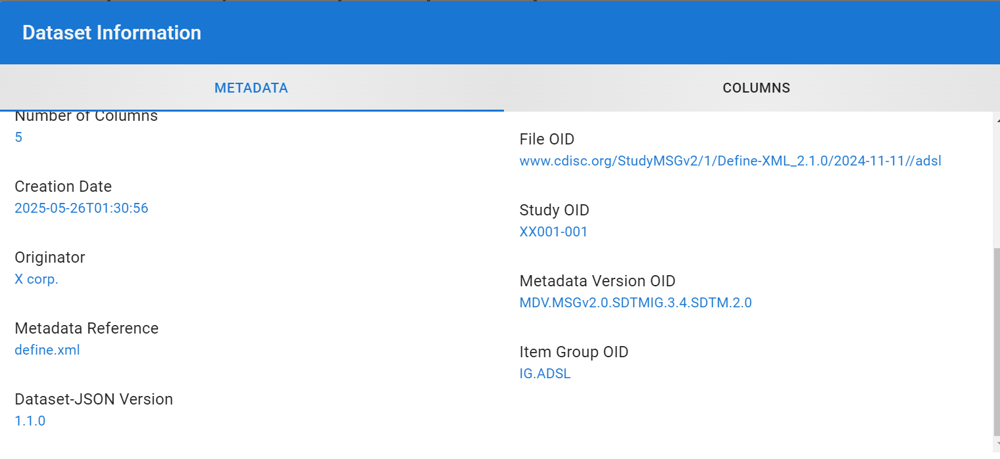 Dataset Information
METADATA
COLUMNS
Number of Columns
5
Creation Date
2025-05-26T01:30:56
Originator
X corp.
Metadata Reference
define.xml
Dataset-JSON Version
1.1.0
File OID
www.cdisc.org/StudyMSGv2/1/Define-XML_2.1.0/2024-11-11//adsl
Study OID
XX001-001
Metadata Version OID
MDV.MSGv2.0.SDTMIG.3.4.SDTM.2.0
Item Group OID
IG.ADSL